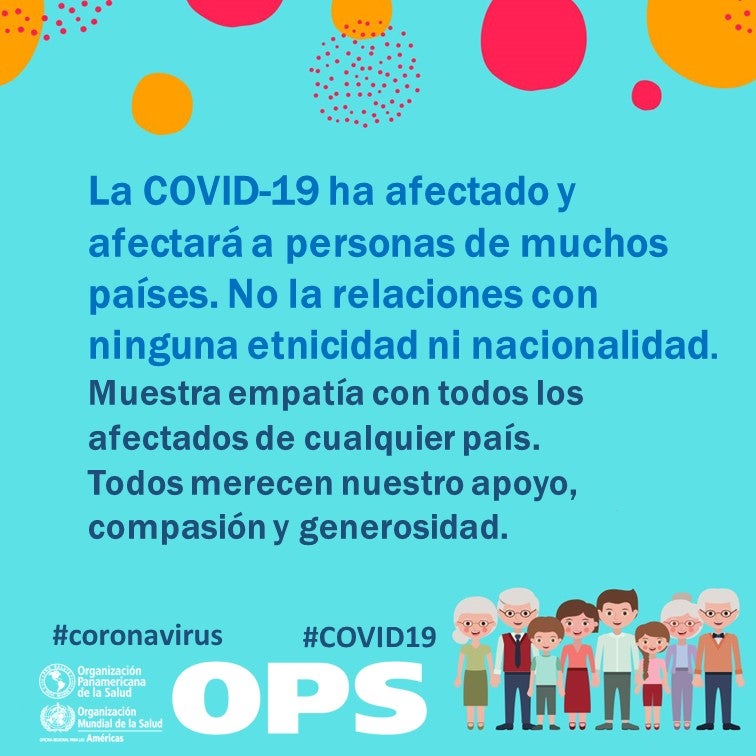 La COVID-19 ha afectado y
afectará a personas de muchos
países. No la relaciones con
ninguna etnicidad ni nacionalidad.
Muestra empatía con todos los
afectados de cualquier país.
Todos merecen nuestro apoyo,
compasión y generosidad.
#coronavirus
#COVID19
Organización
Panamericana
de la Salud
Organización
Mundial de la Salud
OFICINA REGIONAL PARA LAS Américas
OPS